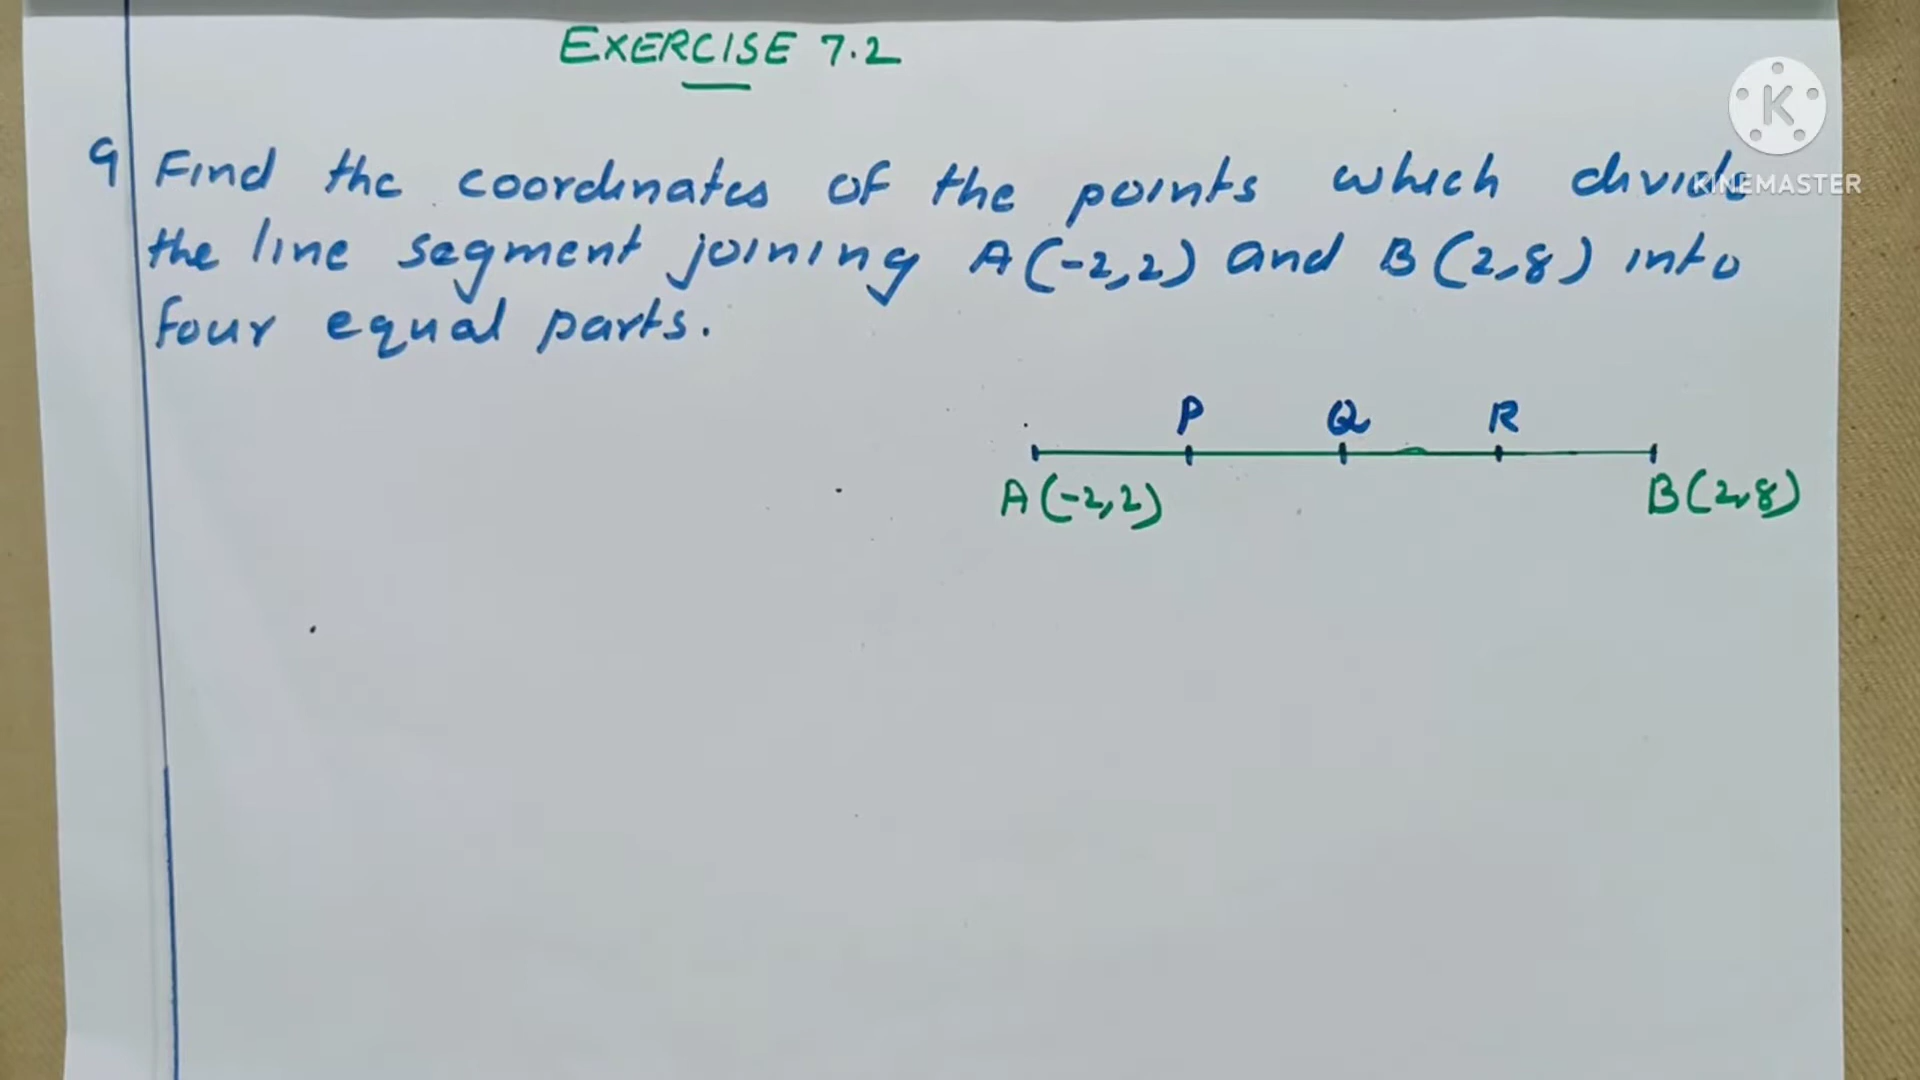 EXERCISE 7.2
K
KINEMASTER
9 Find the coordinates of the points which divide
the line segment joining A(-2,2) and B(2,8) into
four equal parts.
P Q R
A(-2,2) B(2,8)